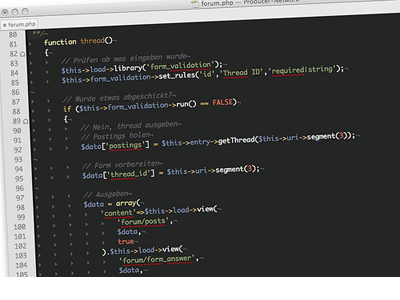 forum.php — Producer-Network
forum.php
80 **/¬
81 function thread()¬
82 {¬
83 // Prüfen ob was eingeben wurde¬
84 $this->load->library('form_validation');¬
85 $this->form_validation->set_rules('id','Thread ID','required|string');¬
86 ¬
87 // Wurde etwas abgeschickt?¬
88 if ($this->form_validation->run() == FALSE)¬
89 {¬
90 // Nein, thread ausgeben¬
91 // Postings holen¬
92 $data['postings'] = $this->entry->getThread($this->uri->segment(3));¬
93 ¬
94 // Form vorbereiten¬
95 $data['thread_id'] = $this->uri->segment(3);¬
96 ¬
97 // Ausgeben¬
98 $data = array(¬
99 'content'=>$this->load->view(¬
100 'forum/posts',¬
101 $data,¬
102 true¬
103 ).$this->load->view(¬
104 'forum/form_answer',¬
105 $data,¬